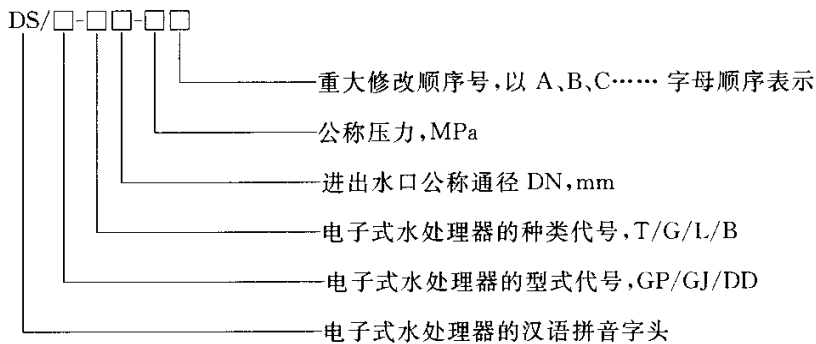 DS/□-□□-□□
重大修改顺序号,以 A、B、C…… 字母顺序表示
公称压力,MPa
进出水口公称通径 DN,mm
电子式水处理器的种类代号,T/G/L/B
电子式水处理器的型式代号,GP/GJ/DD
电子式水处理器的汉语拼音字头